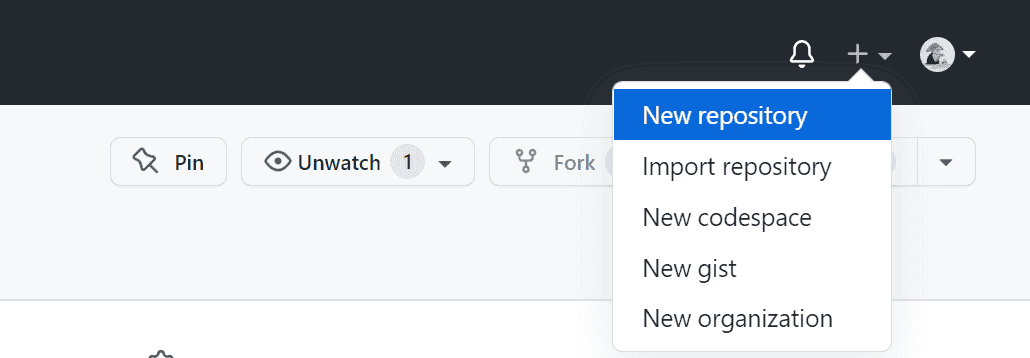 Pin
Unwatch 1
Fork
New repository
Import repository
New codespace
New gist
New organization